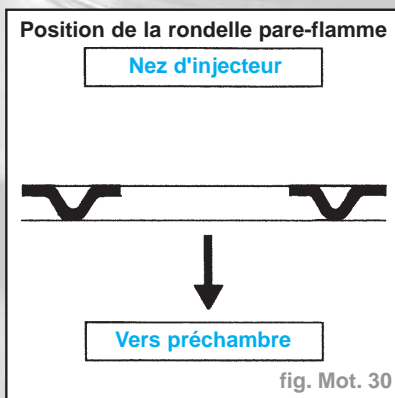 Position de la rondelle pare-flamme
Nez d'injecteur
Vers préchambre
fig. Mot. 30